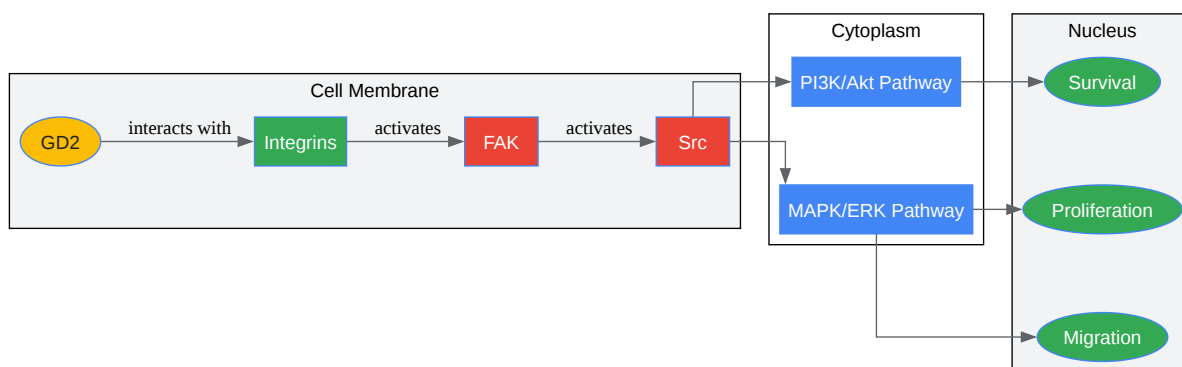 Cell Membrane
GD2
interacts with
Integrins
activates
FAK
activates
Src
Cytoplasm
PI3K/Akt Pathway
MAPK/ERK Pathway
Nucleus
Survival
Proliferation
Migration